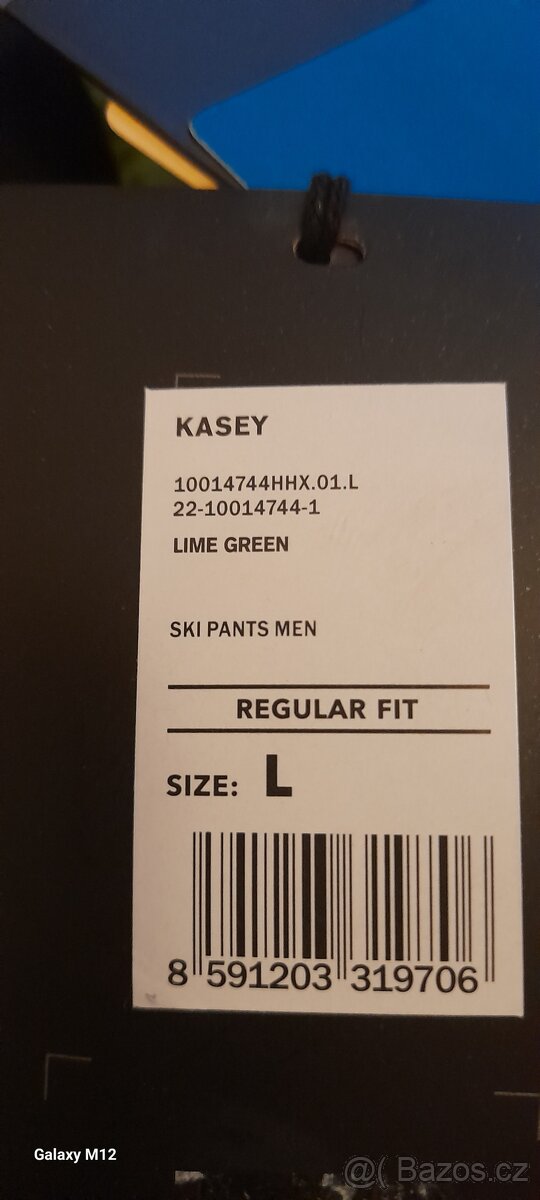 KASEY
10014744HHX.01.L
22-10014744-1
LIME GREEN
SKI PANTS MEN
REGULAR FIT
SIZE: L
8 591203 319706
Galaxy M12
@( Bazos.cz